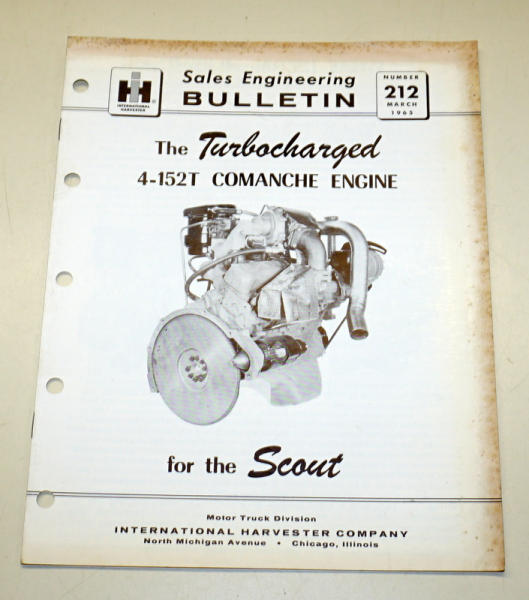 IH
INTERNATIONAL
HARVESTER
Sales Engineering
BULLETIN
NUMBER
212
MARCH
1963
The Turbocharged
4-152T COMANCHE ENGINE
for the Scout
Motor Truck Division
INTERNATIONAL HARVESTER COMPANY
North Michigan Avenue • Chicago, Illinois